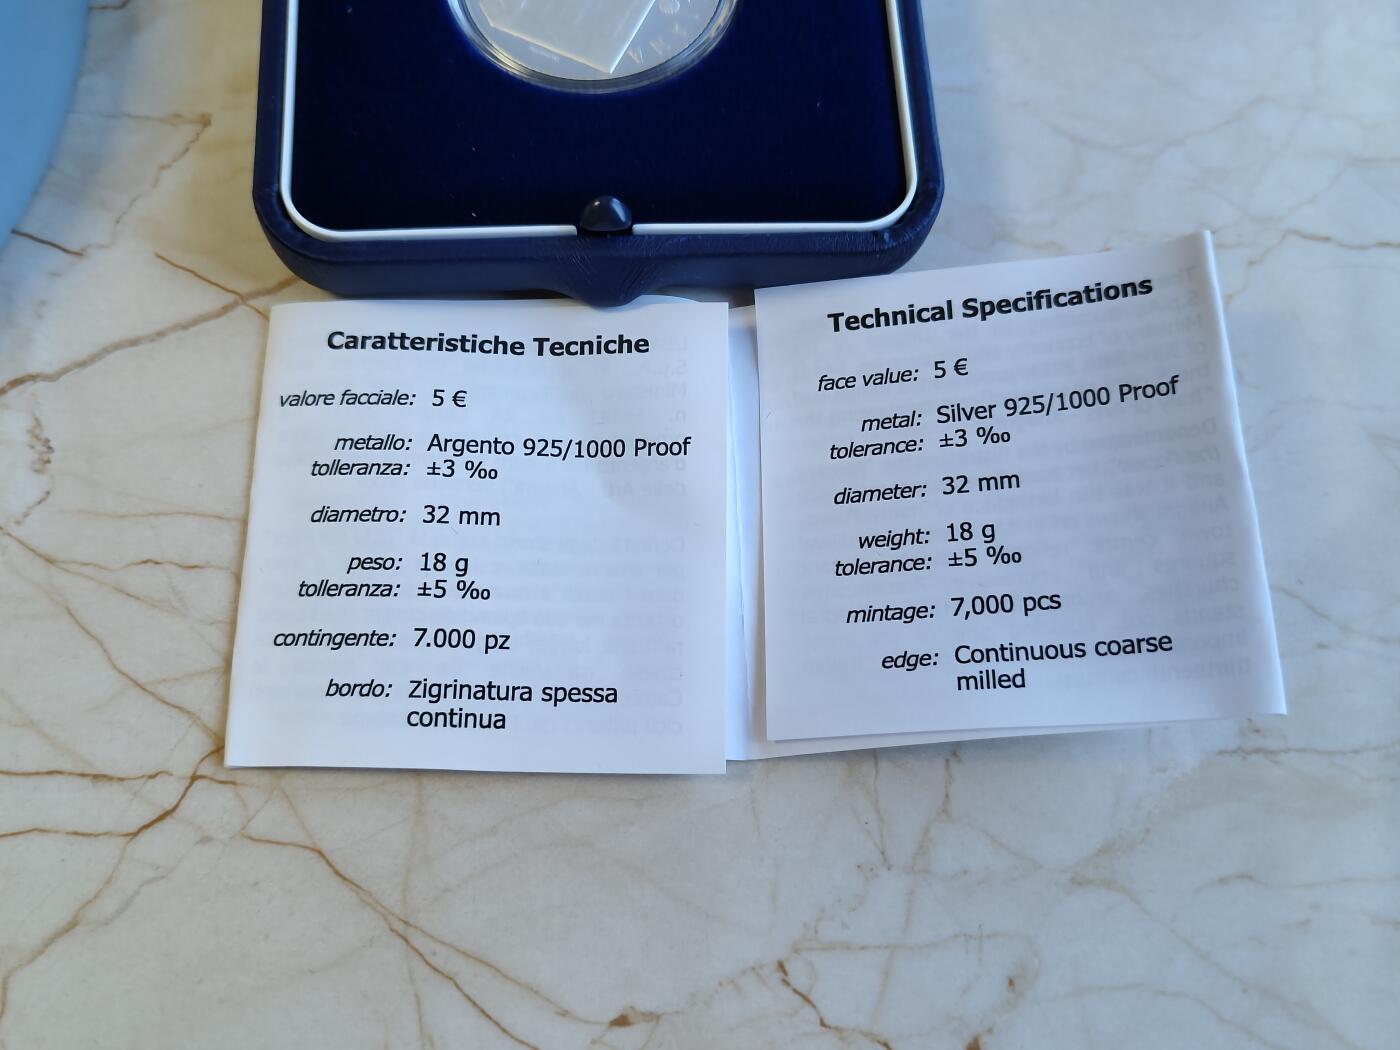 Caratteristiche Tecniche
valore facciale: 5 €
metallo: Argento 925/1000 Proof
tolleranza: ±3 ‰
diametro: 32 mm
peso: 18 g
tolleranza: ±5 ‰
contingente: 7.000 pz
bordo: Zigrinatura spessa
continua
Technical Specifications
face value: 5 €
metal: Silver 925/1000 Proof
tolerance: ±3 ‰
diameter: 32 mm
weight: 18 g
tolerance: ±5 ‰
mintage: 7,000 pcs
edge: Continuous coarse
milled